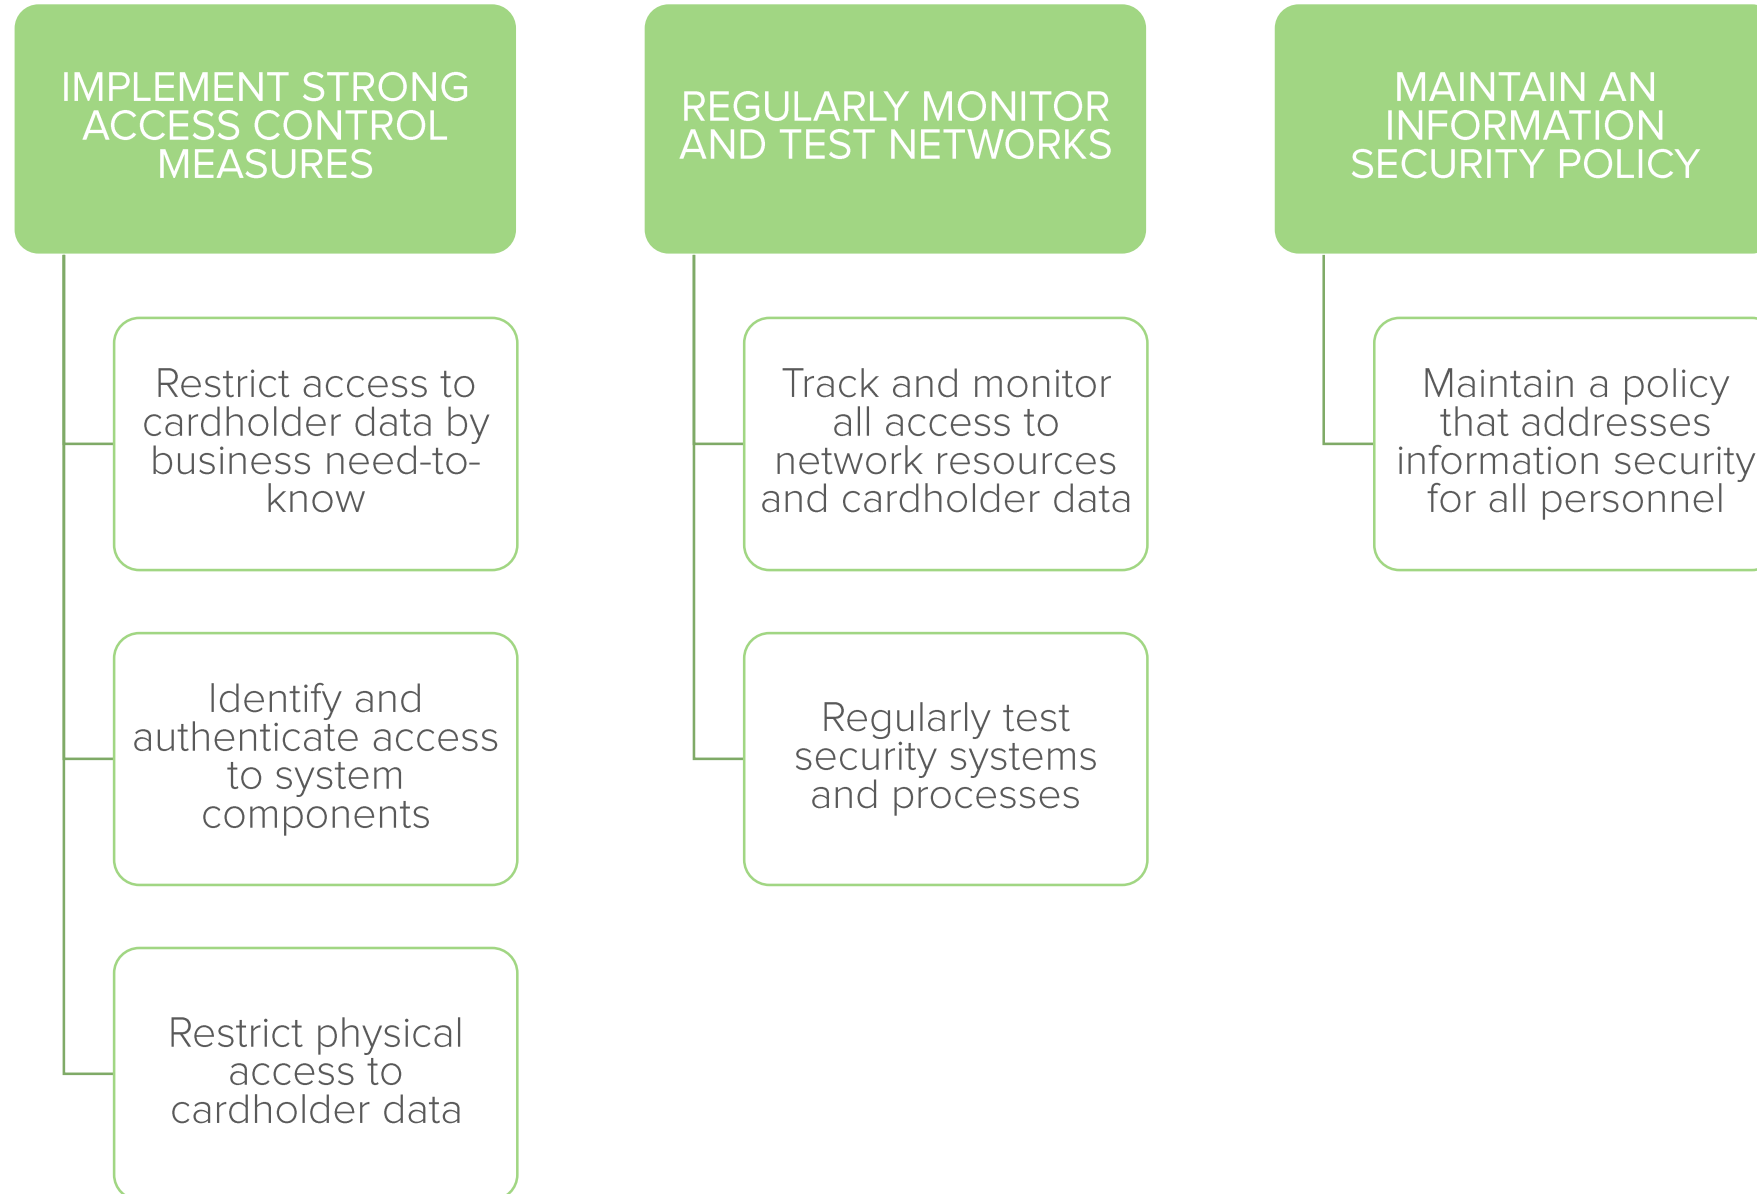 IMPLEMENT STRONG
ACCESS CONTROL
MEASURES
Restrict access to
cardholder data by
business need-to-
know
Identify and
authenticate access
to system
components
Restrict physical
access to
cardholder data
REGULARLY MONITOR
AND TEST NETWORKS
Track and monitor
all access to
network resources
and cardholder data
Regularly test
security systems
and processes
MAINTAIN AN
INFORMATION
SECURITY POLICY
Maintain a policy
that addresses
information security
for all personnel